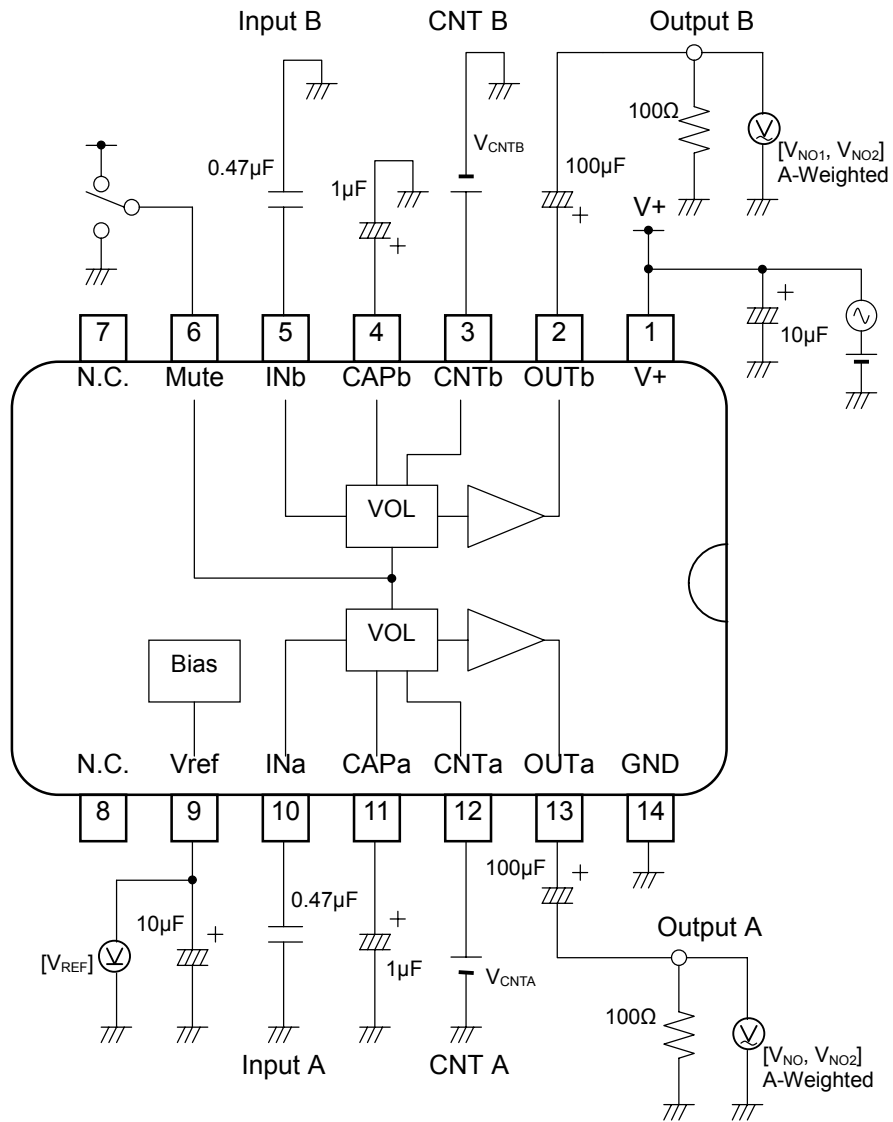 Input B
CNT B
Output B
0.47µF
1µF
V_CNTB
100µF
100Ω
[V_NO1, V_NO2]
A-Weighted
V+
10µF
7
6
5
4
3
2
1
N.C.
Mute
INb
CAPb
CNTb
OUTb
V+
VOL
VOL
Bias
N.C.
Vref
INa
CAPa
CNTa
OUTa
GND
8
9
10
11
12
13
14
[V_REF]
10µF
0.47µF
1µF
V_CNTA
100µF
Output A
100Ω
[V_NO, V_NO2]
A-Weighted
Input A
CNT A